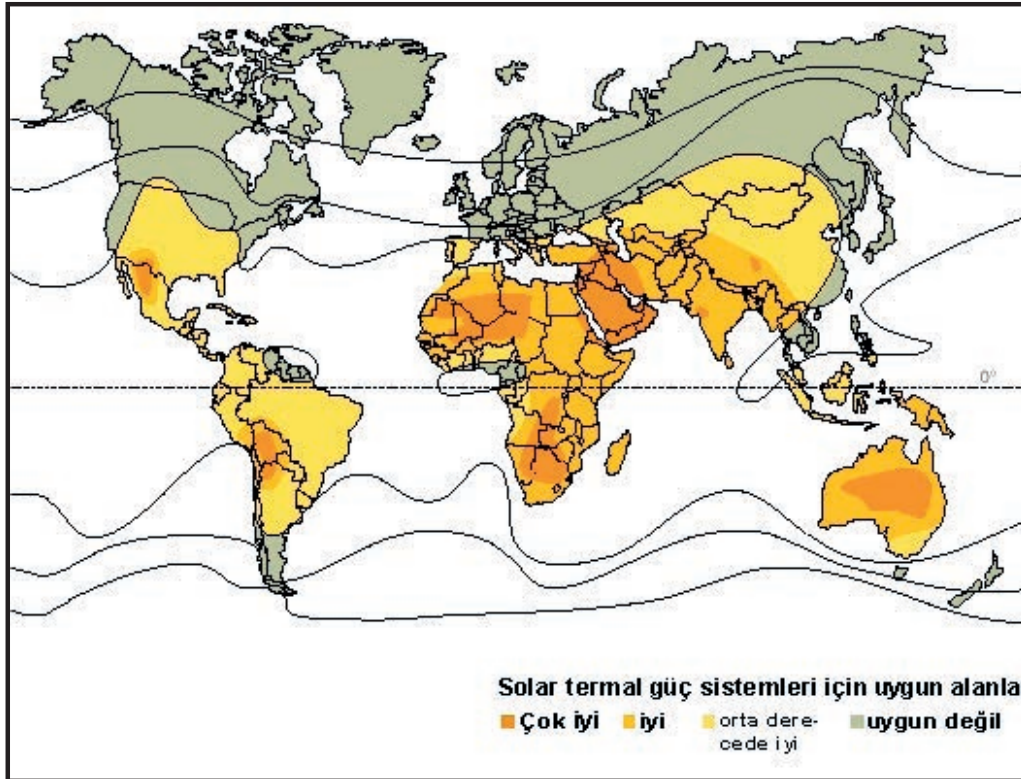 0°
Solar termal güç sistemleri için uygun alanla
Çok iyi iyi orta dere- uygun değil
cede iyi